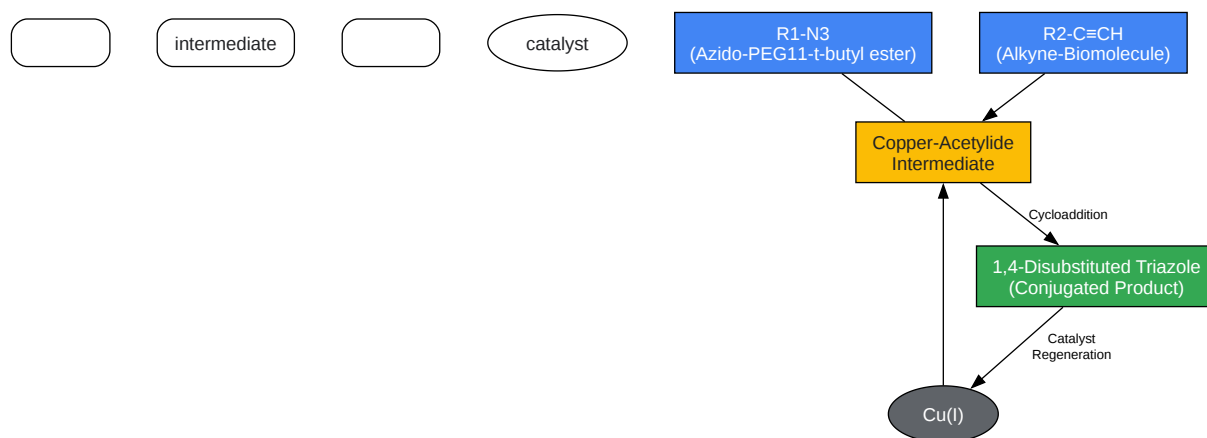 intermediate
catalyst
R1-N3
(Azido-PEG11-t-butyl ester)
R2-C≡CH
(Alkyne-Biomolecule)
Copper-Acetylide
Intermediate
Cycloaddition
1,4-Disubstituted Triazole
(Conjugated Product)
Catalyst
Regeneration
Cu(I)